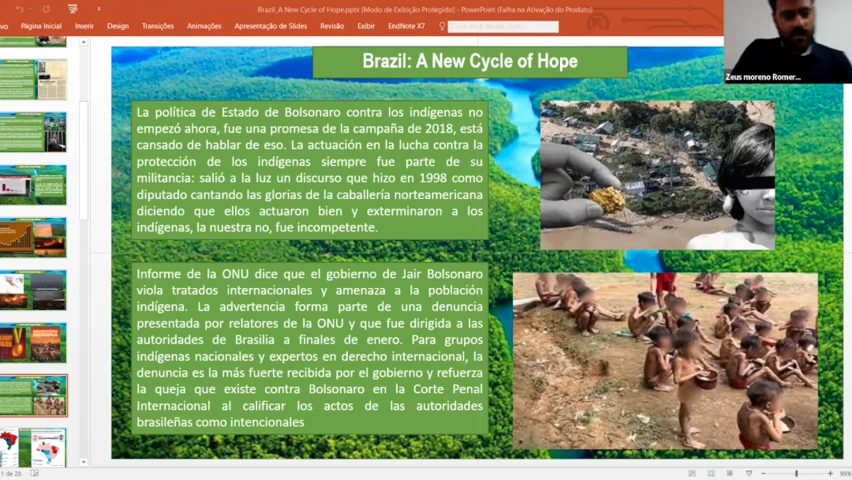 Brazil_A New Cycle of Hope.pptx [Modo de Exibição Protegido] - PowerPoint (Falha na Ativação do Produto)
Página Inicial Inserir Design Transições Animações Apresentação de Slides Revisão Exibir EndNote X7
Zeus moreno Romer...
Brazil: A New Cycle of Hope
La política de Estado de Bolsonaro contra los indígenas no
empezó ahora, fue una promesa de la campaña de 2018, está
cansado de hablar de eso. La actuación en la lucha contra la
protección de los indígenas siempre fue parte de su
militancia: salió a la luz un discurso que hizo en 1998 como
diputado cantando las glorias de la caballería norteamericana
diciendo que ellos actuaron bien y exterminaron a los
indígenas, la nuestra no, fue incompetente.
Informe de la ONU dice que el gobierno de Jair Bolsonaro
viola tratados internacionales y amenaza a la población
indígena. La advertencia forma parte de una denuncia
presentada por relatores de la ONU y que fue dirigida a las
autoridades de Brasilia a finales de enero. Para grupos
indígenas nacionales y expertos en derecho internacional, la
denuncia es la más fuerte recibida por el gobierno y refuerza
la queja que existe contra Bolsonaro en la Corte Penal
Internacional al calificar los actos de las autoridades
brasileñas como intencionales
1 de 28
99%